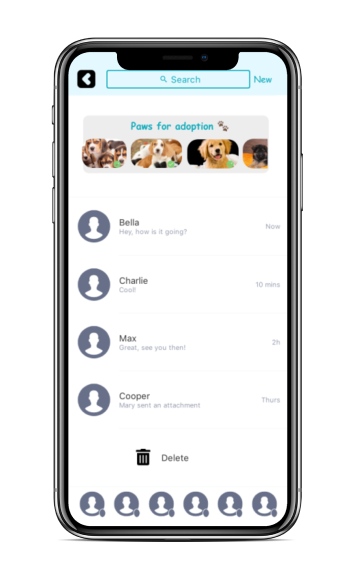 Search
New
Paws for adoption
Bella
Hey, how is it going?
Now
Charlie
Cool!
10 mins
Max
Great, see you then!
2h
Cooper
Mary sent an attachment
Thurs
Delete